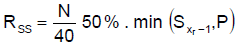 R_SS = N/40 50%. min (S_{x_r−1},P)